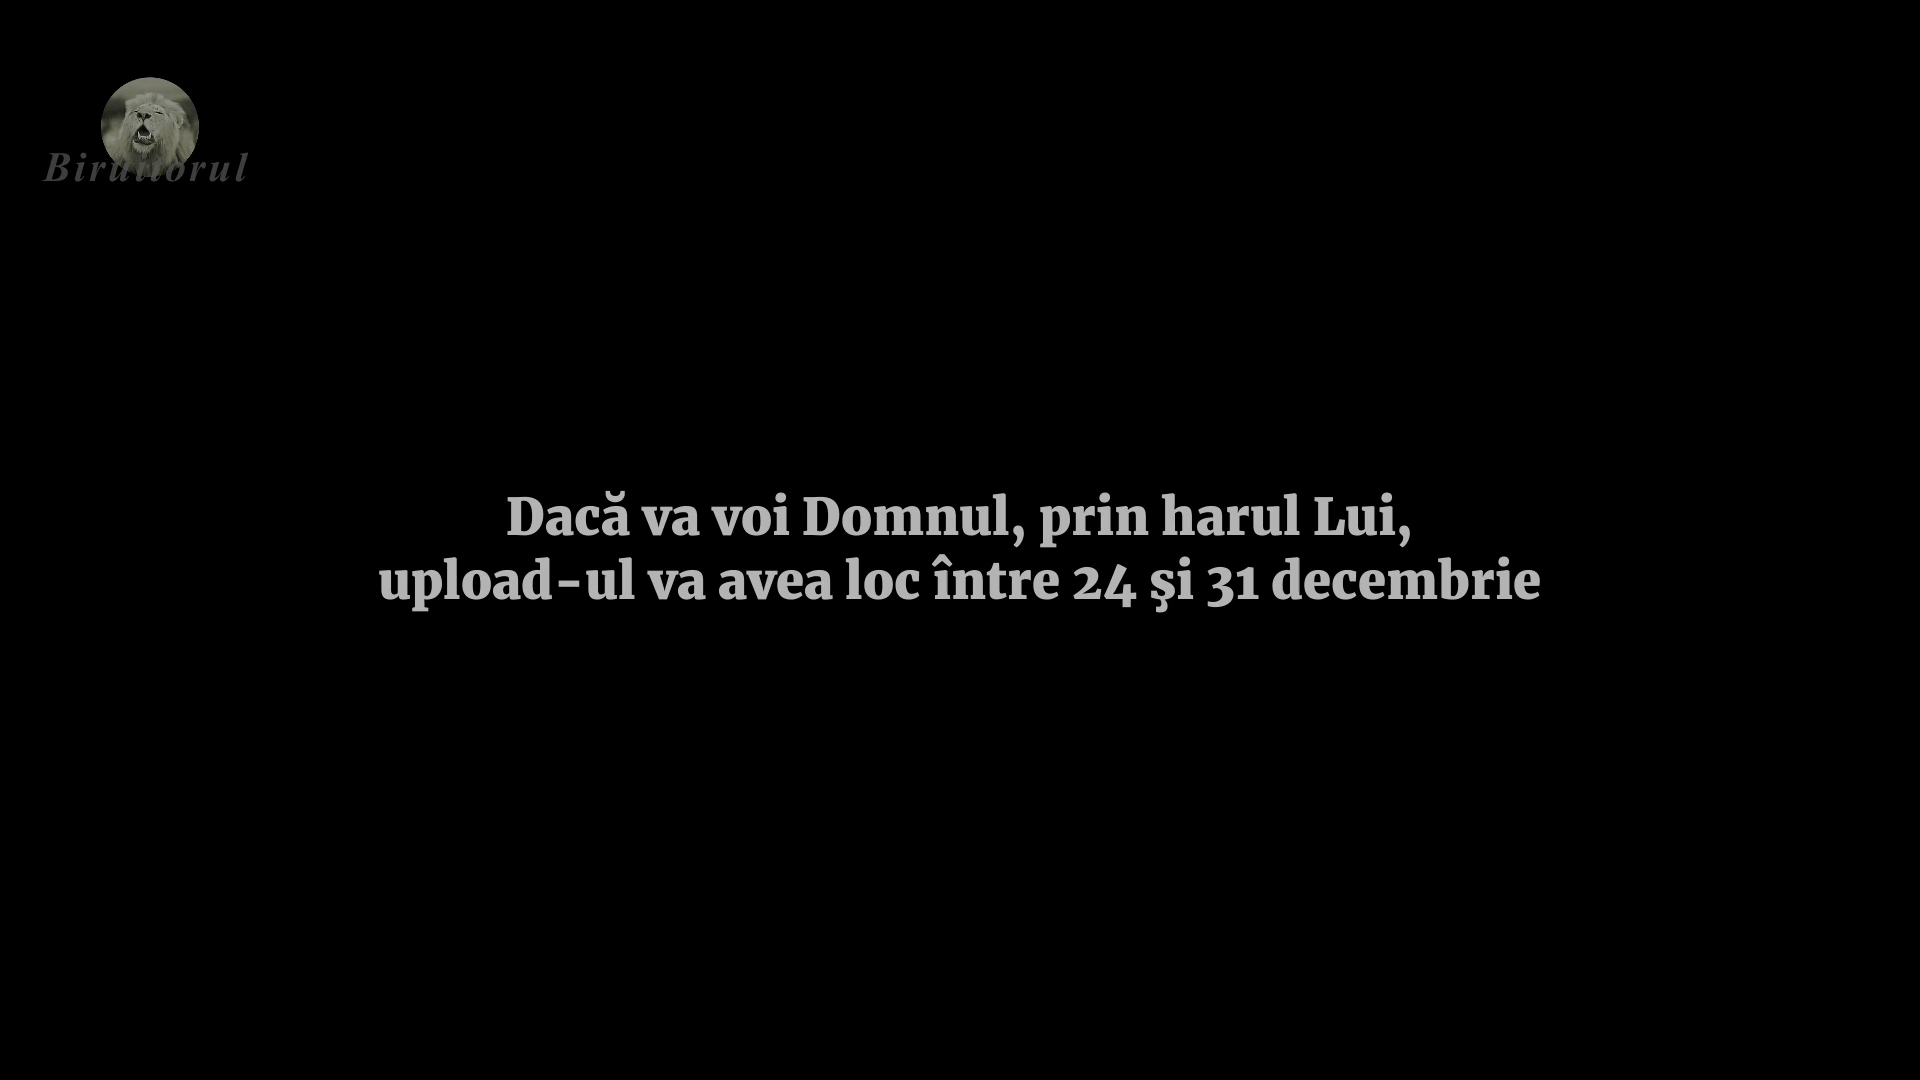 Biruitorul
Dacă va voi Domnul, prin harul Lui,
upload-ul va avea loc între 24 şi 31 decembrie